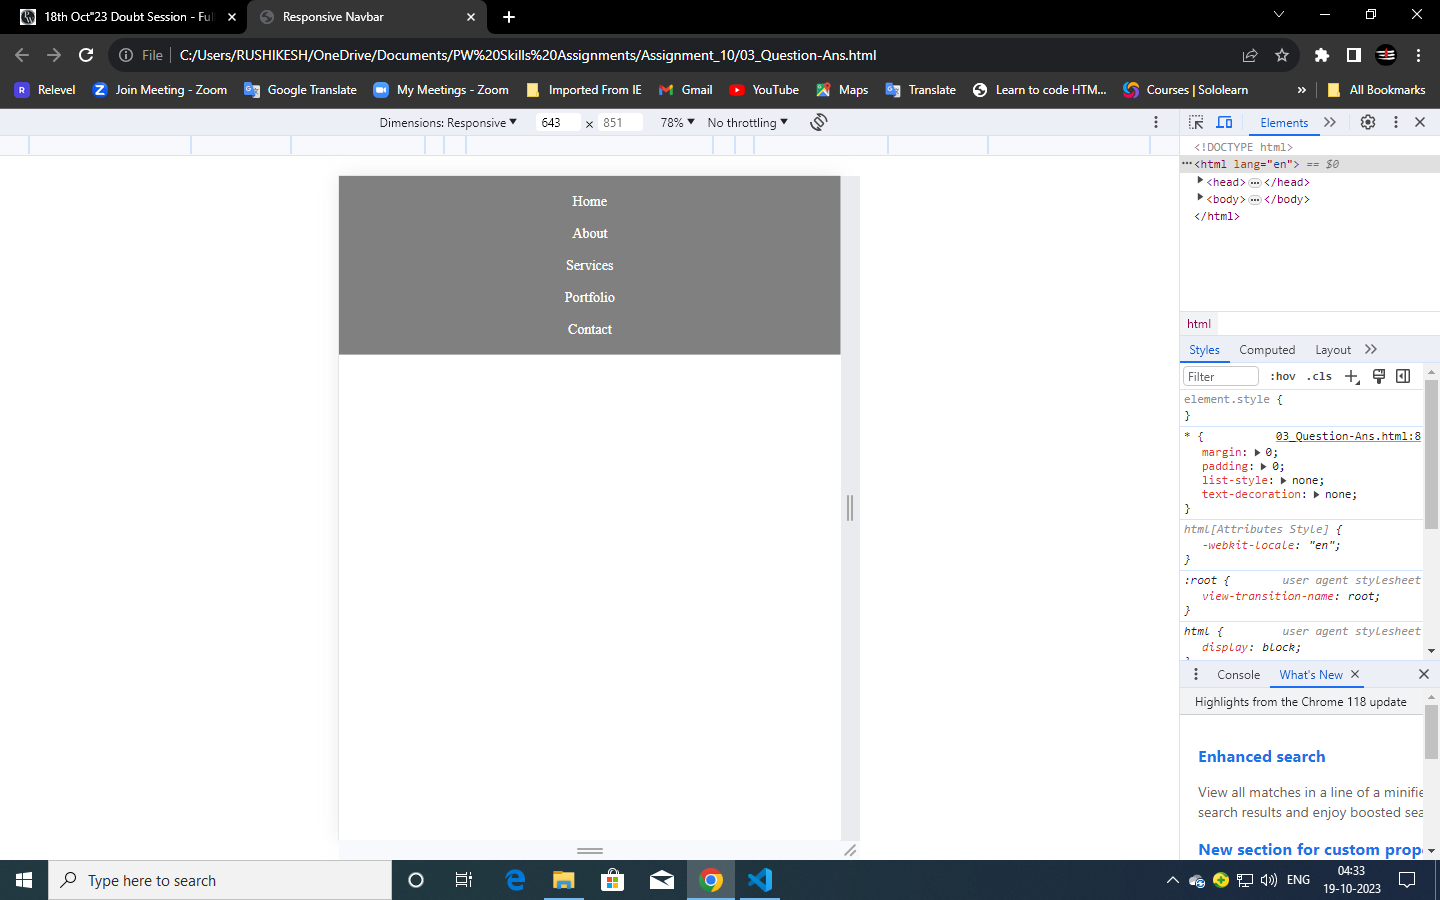 18th Oct"23 Doubt Session - Ful
Responsive Navbar
File
C:/Users/RUSHIKESH/OneDrive/Documents/PW%20Skills%20Assignments/Assignment_10/03_Question-Ans.html
Relevel
Join Meeting - Zoom
Google Translate
My Meetings - Zoom
Imported From IE
Gmail
YouTube
Maps
Translate
Learn to code HTM...
Courses | Sololearn
»
All Bookmarks
Dimensions: Responsive
643 x 851
78%
No throttling
Elements
<!DOCTYPE html>
<html lang="en"> == $0
<head> </head>
<body> </body>
</html>
Home
About
Services
Portfolio
Contact
html
Styles Computed Layout
Filter
:hov .cls
element.style {
}
* { 03_Question-Ans.html:8
margin: 0;
padding: 0;
list-style: none;
text-decoration: none;
}
html[Attributes Style] {
-webkit-locale: "en";
}
:root { user agent stylesheet
view-transition-name: root;
}
html { user agent stylesheet
display: block;
}
Console What's New
Highlights from the Chrome 118 update
Enhanced search
View all matches in a line of a minifie
search results and enjoy boosted sea
New section for custom prop
Type here to search
ENG
04:33
19-10-2023